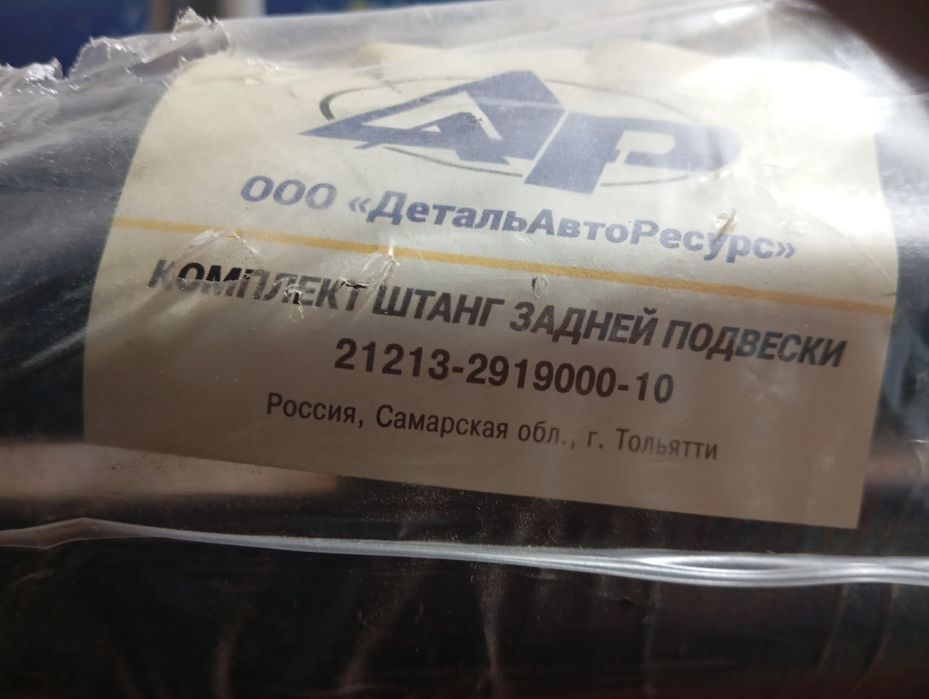 АР
ООО «ДетальАвтоРесурс»
КОМПЛЕКТ ШТАНГ ЗАДНЕЙ ПОДВЕСКИ
21213-2919000-10
Россия, Самарская обл., г. Тольятти